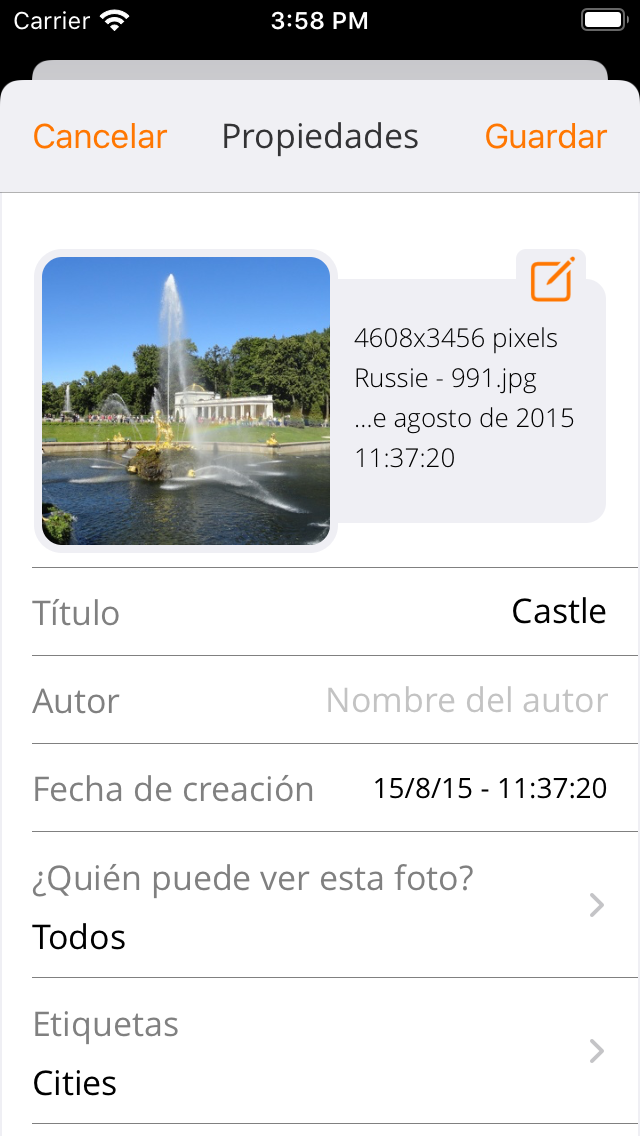 Carrier 3:58 PM
Cancelar Propiedades Guardar
4608x3456 pixels
Russie - 991.jpg
...e agosto de 2015
11:37:20
Título Castle
Autor Nombre del autor
Fecha de creación 15/8/15 - 11:37:20
¿Quién puede ver esta foto?
Todos
Etiquetas
Cities